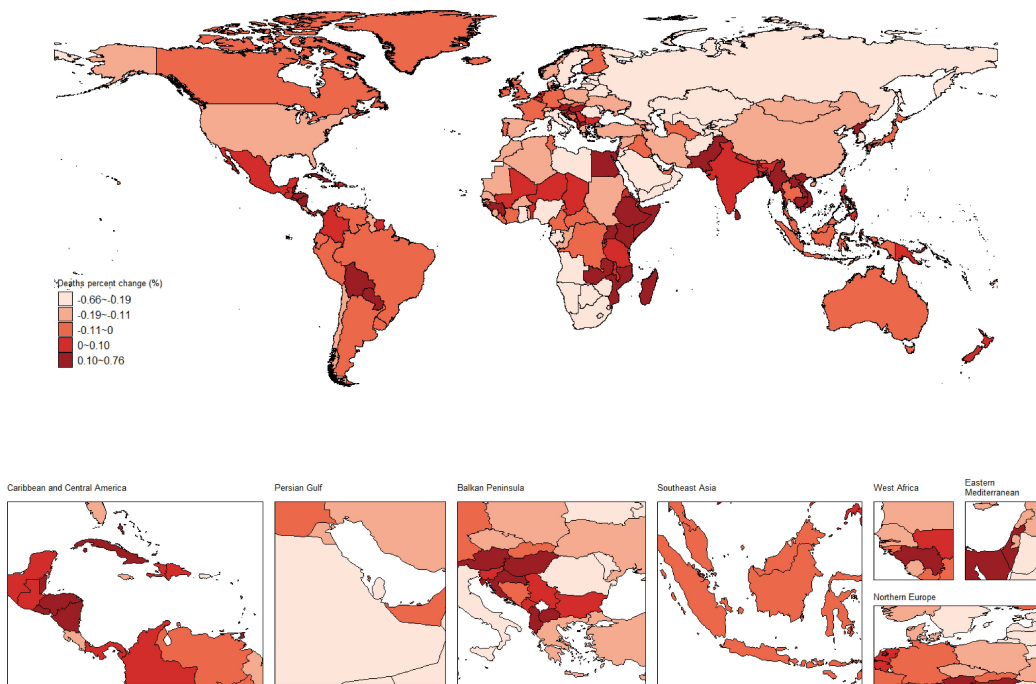 Deaths percent change (%)
-0.66~-0.19
-0.19~-0.11
-0.11~0
0~0.10
0.10~0.76
Caribbean and Central America
Persian Gulf
Balkan Peninsula
Southeast Asia
West Africa
Eastern
Mediterranean
Northern Europe